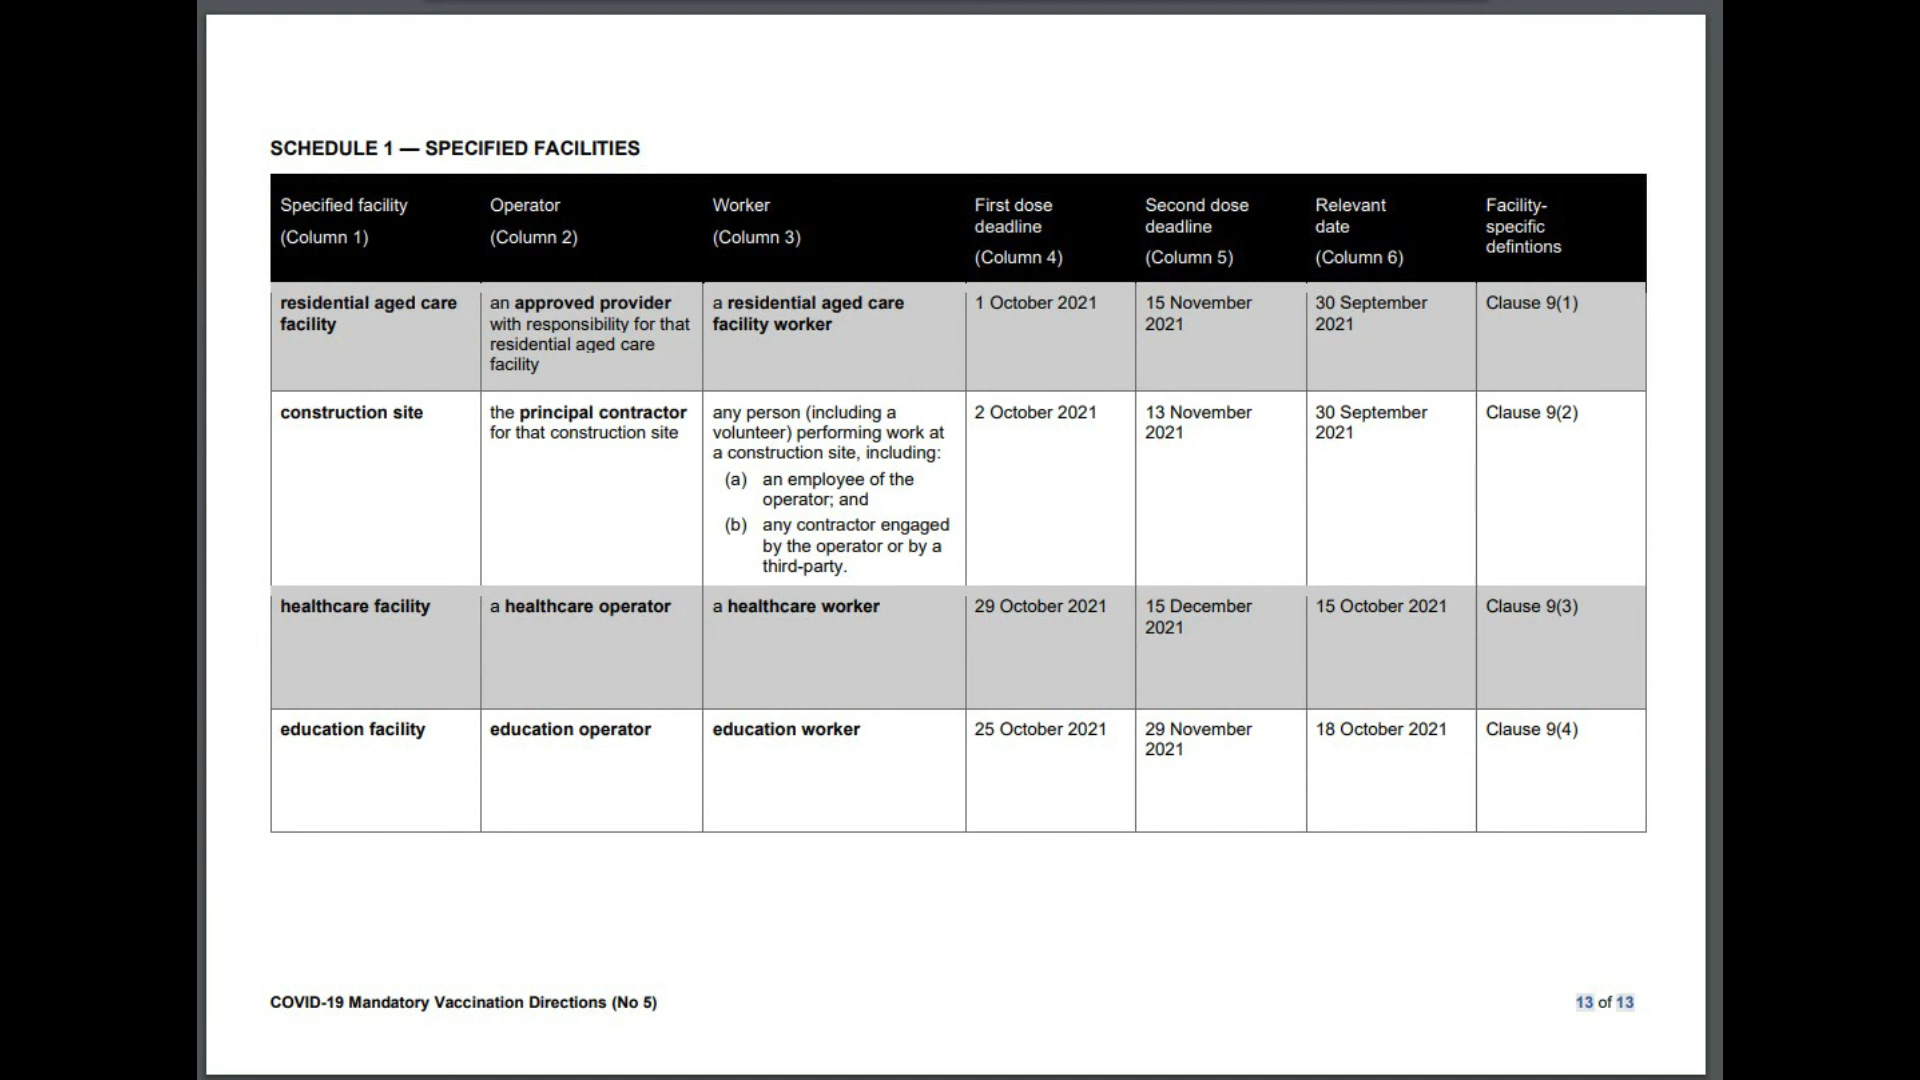 SCHEDULE 1 — SPECIFIED FACILITIES
Specified facility
(Column 1)
Operator
(Column 2)
Worker
(Column 3)
First dose
deadline
(Column 4)
Second dose
deadline
(Column 5)
Relevant
date
(Column 6)
Facility-
specific
defintions
residential aged care
facility
an approved provider
with responsibility for that
residential aged care
facility
a residential aged care
facility worker
1 October 2021
15 November
2021
30 September
2021
Clause 9(1)
construction site
the principal contractor
for that construction site
any person (including a
volunteer) performing work at
a construction site, including:
(a) an employee of the
operator; and
(b) any contractor engaged
by the operator or by a
third-party.
2 October 2021
13 November
2021
30 September
2021
Clause 9(2)
healthcare facility
a healthcare operator
a healthcare worker
29 October 2021
15 December
2021
15 October 2021
Clause 9(3)
education facility
education operator
education worker
25 October 2021
29 November
2021
18 October 2021
Clause 9(4)
COVID-19 Mandatory Vaccination Directions (No 5)
13 of 13